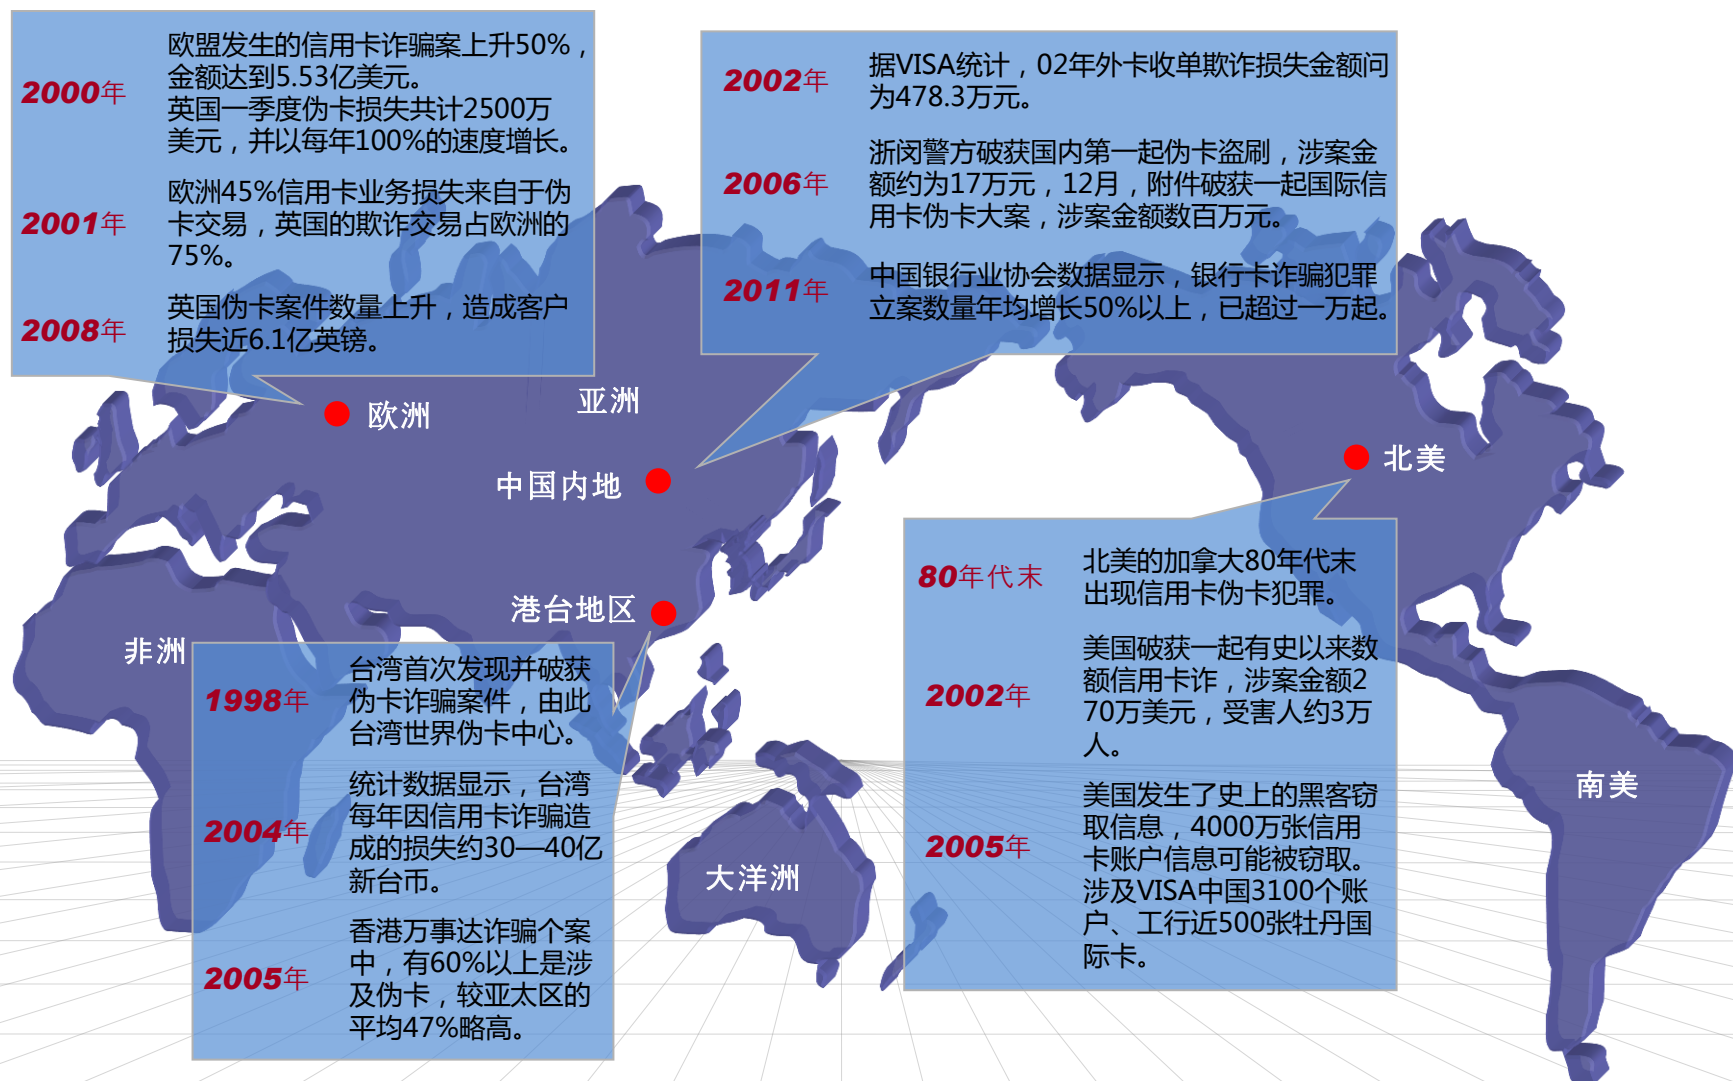 2000年
欧盟发生的信用卡诈骗案上升50%，
金额达到5.53亿美元。
英国一季度伪卡损失共计2500万
美元，并以每年100%的速度增长。
2001年
欧洲45%信用卡业务损失来自于伪
卡交易，英国的欺诈交易占欧洲的
75%。
2008年
英国伪卡案件数量上升，造成客户
损失近6.1亿英镑。
2002年
据VISA统计，02年外卡收单欺诈损失金额问
为478.3万元。
2006年
浙闵警方破获国内第一起伪卡盗刷，涉案金
额约为17万元，12月，附件破获一起国际信
用卡伪卡大案，涉案金额数百万元。
2011年
中国银行业协会数据显示，银行卡诈骗犯罪
立案数量年均增长50%以上，已超过一万起。
欧洲
亚洲
中国内地
港台地区
非洲
北美
南美
大洋洲
1998年
台湾首次发现并破获
伪卡诈骗案件，由此
台湾世界伪卡中心。
2004年
统计数据显示，台湾
每年因信用卡诈骗造
成的损失约30—40亿
新台币。
2005年
香港万事达诈骗个案
中，有60%以上是涉
及伪卡，较亚太区的
平均47%略高。
80年代末
北美的加拿大80年代末
出现信用卡伪卡犯罪。
2002年
美国破获一起有史以来数
额信用卡诈，涉案金额2
70万美元，受害人约3万
人。
2005年
美国发生了史上的黑客窃
取信息，4000万张信用
卡账户信息可能被窃取。
涉及VISA中国3100个账
户、工行近500张牡丹国
际卡。